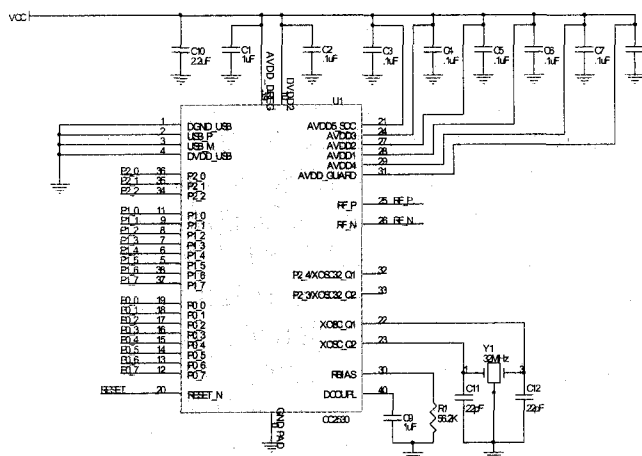 VCC
C10
2.2uF
C1
.1uF
C2
.1uF
C3
.1uF
C4
.1uF
C5
.1uF
C6
.1uF
C7
.1uF
AVDD_DREG
DVDD2
U1
1 DGND_USB
2 USB_P
3 USB_M
4 DVDD_USB
P2_0 36 P2_0
P2_1 35 P2_1
P2_2 34 P2_2
P1_0 11 P1_0
P1_1 9 P1_1
P1_2 8 P1_2
P1_3 7 P1_3
P1_4 6 P1_4
P1_5 5 P1_5
P1_6 38 P1_6
P1_7 37 P1_7
P0_0 19 P0_0
P0_1 18 P0_1
P0_2 17 P0_2
P0_3 16 P0_3
P0_4 15 P0_4
P0_5 14 P0_5
P0_6 13 P0_6
P0_7 12 P0_7
RESET 20 RESET_N
AVDD5_SOC 21
AVDD3 24
AVDD2 27
AVDD1 28
AVDD4 29
AVDD_GUARD 31
RF_P 25 RF_P
RF_N 26 RF_N
P2_4/XOSC32_Q1 32
P2_3/XOSC32_Q2 33
XOSC_Q1 22
XOSC_Q2 23
RBIAS 30
DCOUPL 40
Y1
32MHz
1
3
C11
22pF
C12
22pF
C9
1uF
R1
56.2K
GND_PAD
CC2530